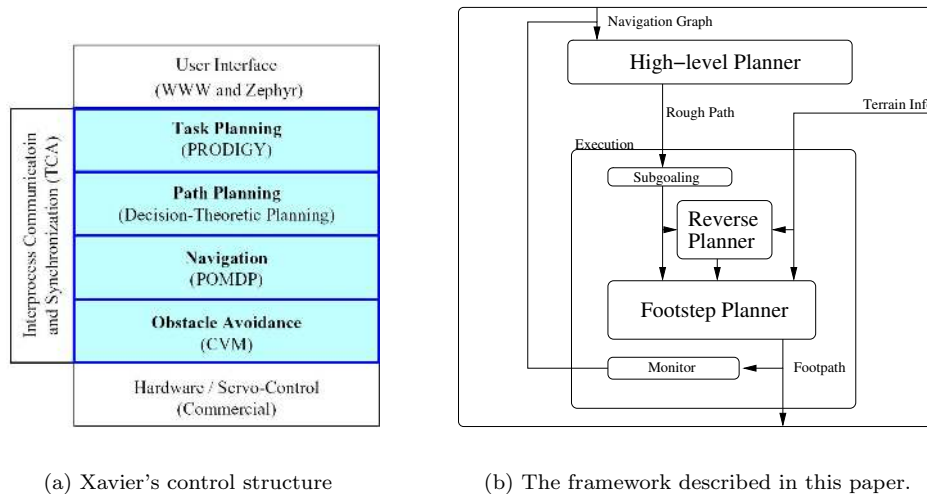 User Interface
(WWW and Zephyr)
Interprocess Communicatoin
and Synchronization (TCA)
Task Planning
(PRODIGY)
Path Planning
(Decision-Theoretic Planning)
Navigation
(POMDP)
Obstacle Avoidance
(CVM)
Hardware / Servo-Control
(Commercial)
(a) Xavier's control structure
Navigation Graph
High-level Planner
Rough Path
Terrain Info
Execution
Subgoaling
Reverse
Planner
Footstep Planner
Monitor
Footpath
(b) The framework described in this paper.